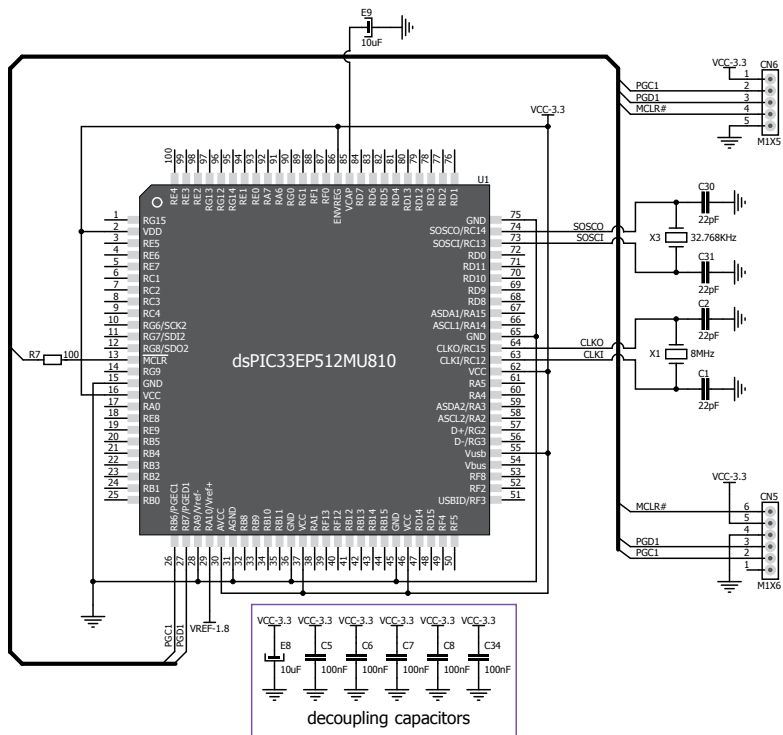 E9
10uF
VCC-3.3
CN6
1
PGC1
2
PGD1
3
MCLR#
4
5
M1X5
VCC-3.3
100
99
98
97
96
95
94
93
92
91
90
89
88
87
86
85
84
83
82
81
80
79
78
77
76
U1
RE4
RE3
RE2
RG13
RG12
RG14
RE1
RE0
RA7
RA6
RG0
RG1
RF1
RF0
ENVREG
VCAP
RD7
RD6
RD5
RD4
RD13
RD12
RD3
RD2
RD1
1 RG15
2 VDD
3 RE5
4 RE6
5 RE7
6 RC1
7 RC2
8 RC3
9 RC4
10 RG6/SCK2
11 RG7/SDI2
12 RG8/SDO2
R7 100 13 MCLR
14 RG9
15 GND
16 VCC
17 RA0
18 RE8
19 RE9
20 RB5
21 RB4
22 RB3
23 RB2
24 RB1
25 RB0
dsPIC33EP512MU810
GND 75
SOSCO/RC14 74 SOSCO
SOSCI/RC13 73 SOSCI
RD0 72
RD11 71
RD10 70
RD9 69
RD8 68
ASDA1/RA15 67
ASCL1/RA14 66
GND 65
CLKO/RC15 64 CLKO
CLKI/RC12 63 CLKI
VCC 62
RA5 61
RA4 60
ASDA2/RA3 59
ASCL2/RA2 58
D+/RG2 57
D-/RG3 56
Vusb 55
Vbus 54
RF8 53
RF2 52
USBID/RF3 51
C30
22pF
X3 32.768KHz
C31
22pF
C2
22pF
X1 8MHz
C1
22pF
RB6/PGEC1
RB7/PGED1
RA9/Vref-
RA10/Vref+
AVCC
AGND
RB8
RB9
RB10
RB11
GND
VCC
RA1
RF13
RF12
RB12
RB13
RB14
RB15
GND
VCC
RD14
RD15
RF4
RF5
26
27
28
29
30
31
32
33
34
35
36
37
38
39
40
41
42
43
44
45
46
47
48
49
50
PGC1
PGD1
VREF-1.8
VCC-3.3
CN5
MCLR#
6
5
4
PGD1
3
PGC1
2
1
M1X6
VCC-3.3 VCC-3.3 VCC-3.3 VCC-3.3 VCC-3.3 VCC-3.3
E8 C5 C6 C7 C8 C34
10uF 100nF 100nF 100nF 100nF 100nF
decoupling capacitors